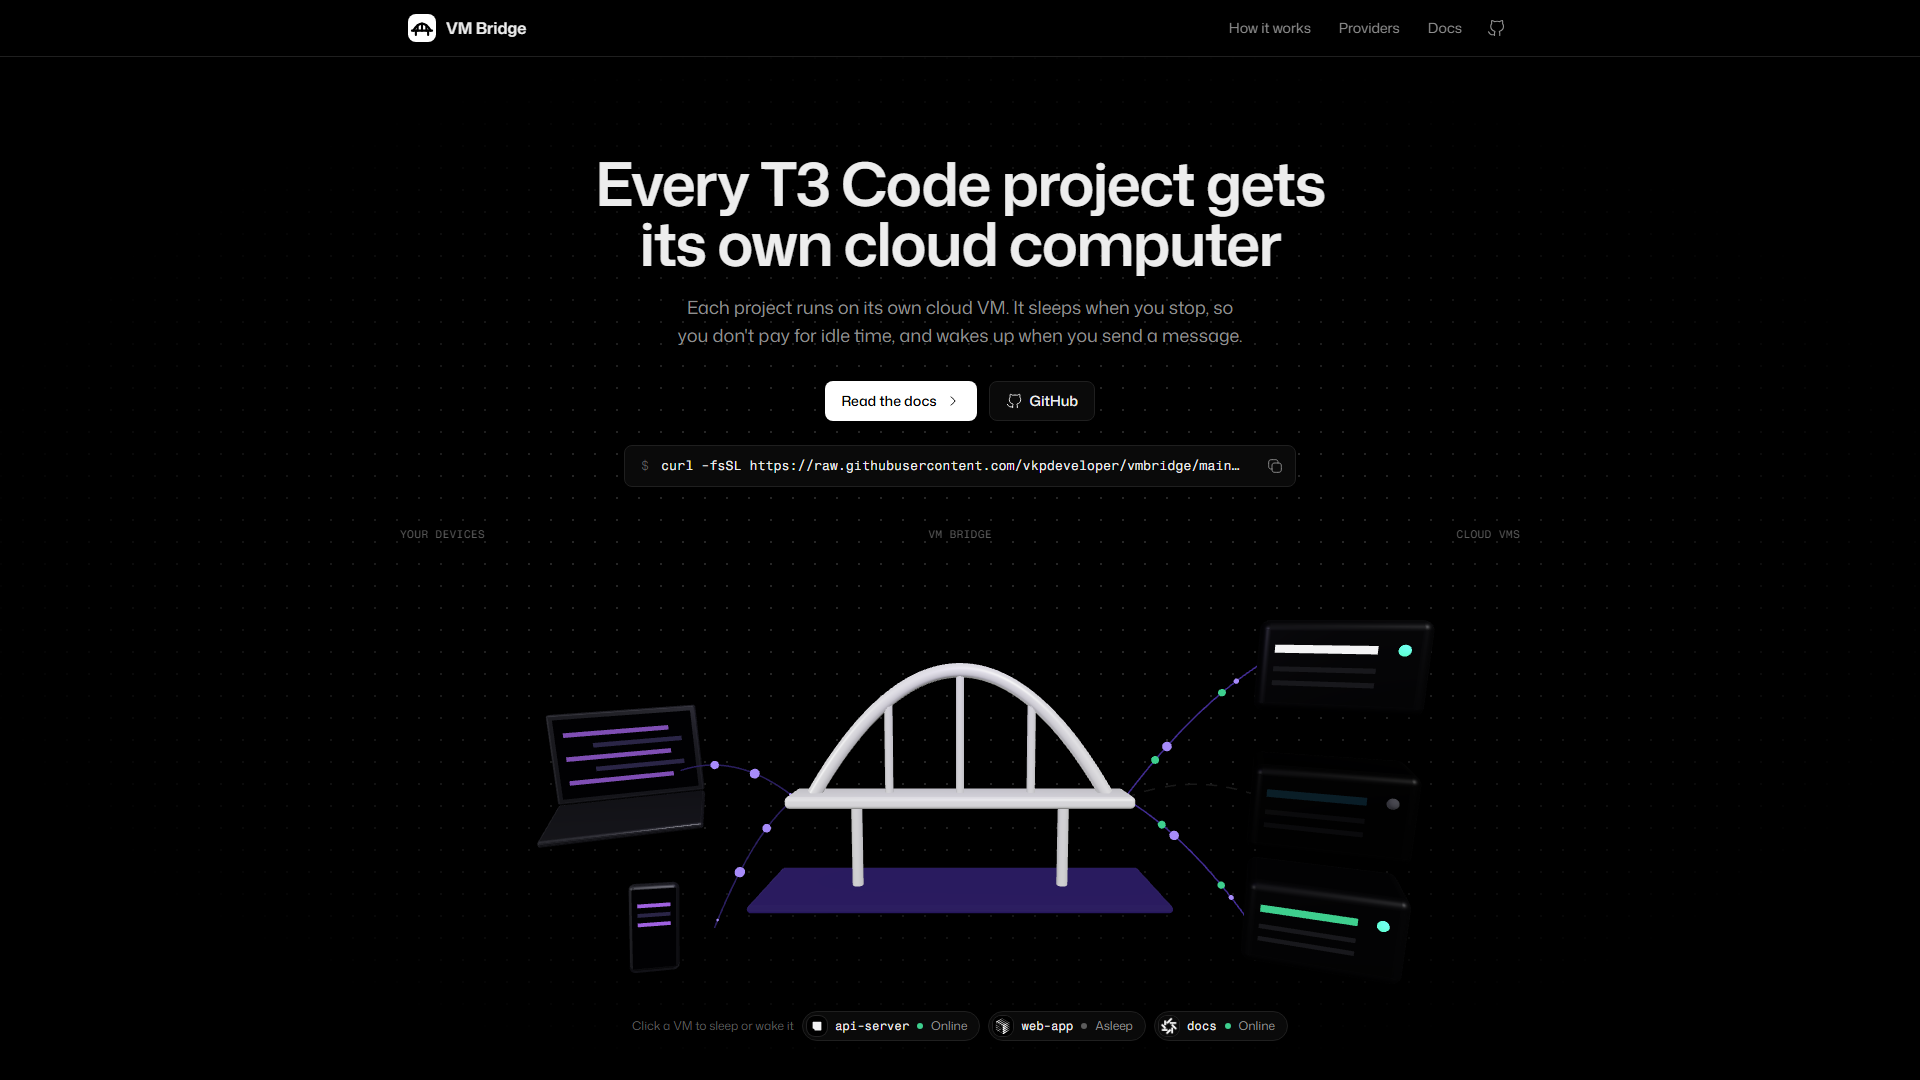 VM Bridge
How it works
Providers
Docs
Every T3 Code project gets
its own cloud computer
Each project runs on its own cloud VM. It sleeps when you stop, so
you don't pay for idle time, and wakes up when you send a message.
Read the docs
GitHub
$ curl -fsSL https://raw.githubusercontent.com/vkpdeveloper/vmbridge/main…
YOUR DEVICES
VM BRIDGE
CLOUD VMS
Click a VM to sleep or wake it
api-server Online
web-app Asleep
docs Online